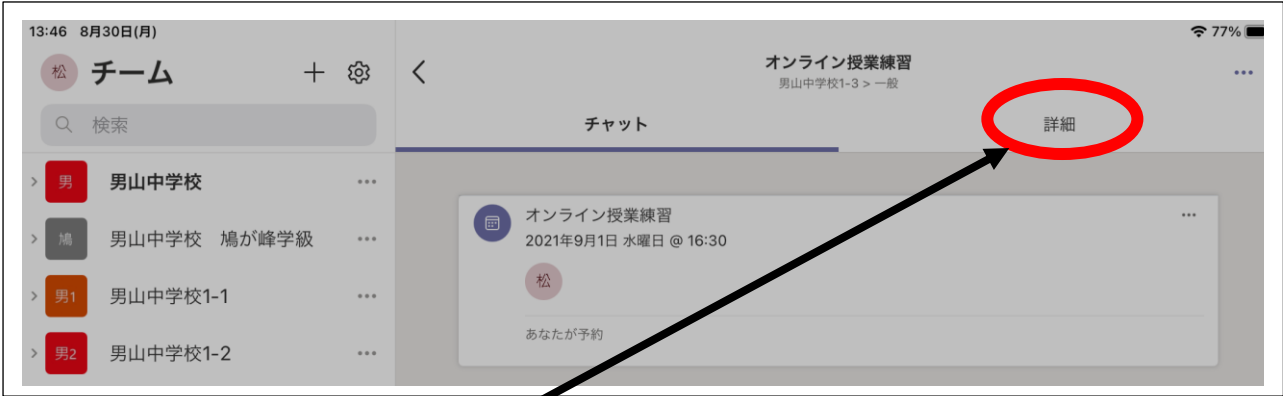 13:46 8月30日(月)
77%
松 チーム
検索
男 男山中学校
鳩 男山中学校 鳩が峰学級
男1 男山中学校1-1
男2 男山中学校1-2
オンライン授業練習
男山中学校1-3 > 一般
チャット
詳細
オンライン授業練習
2021年9月1日 水曜日 @ 16:30
松
あなたが予約